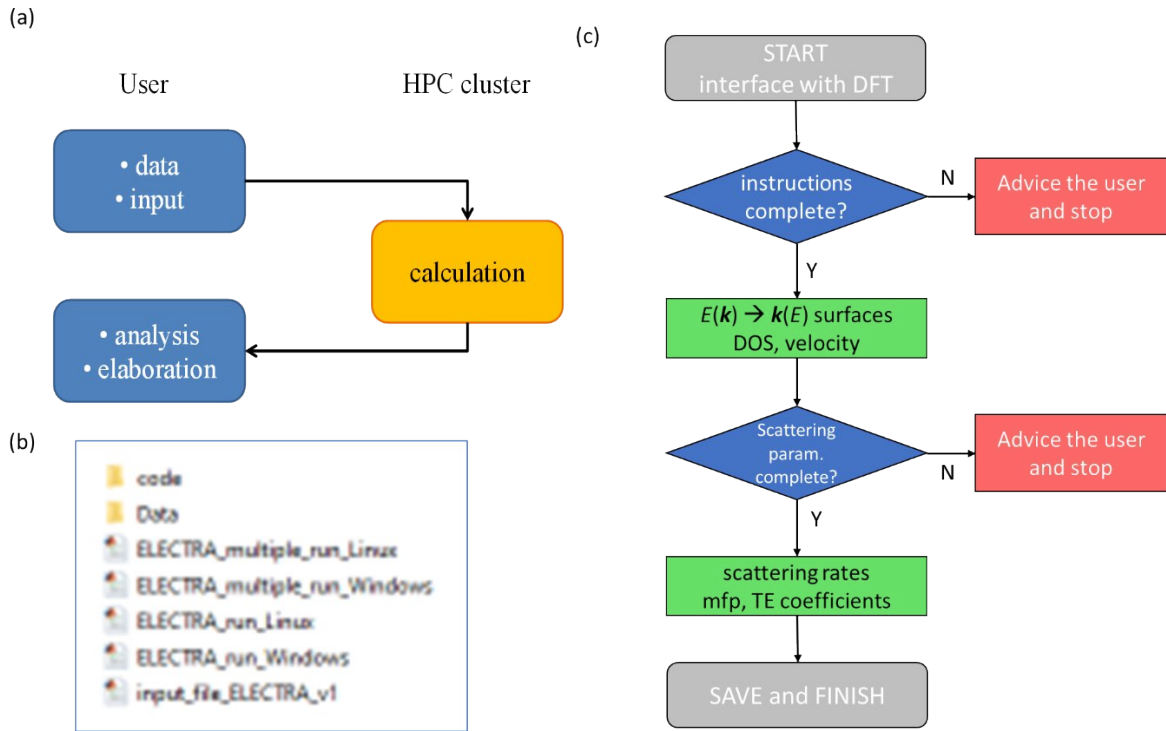 (a)
User
HPC cluster
• data
• input
calculation
• analysis
• elaboration
(b)
code
Data
ELECTRA_multiple_run_Linux
ELECTRA_multiple_run_Windows
ELECTRA_run_Linux
ELECTRA_run_Windows
input_file_ELECTRA_v1
(c)
START
interface with DFT
instructions
complete?
N
Advice the user
and stop
Y
E(k) → k(E) surfaces
DOS, velocity
Scattering
param.
complete?
N
Advice the user
and stop
Y
scattering rates
mfp, TE coefficients
SAVE and FINISH